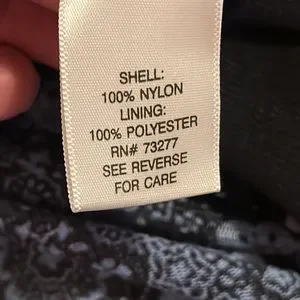 SHELL:
100% NYLON
LINING:
100% POLYESTER
RN# 73277
SEE REVERSE
FOR CARE